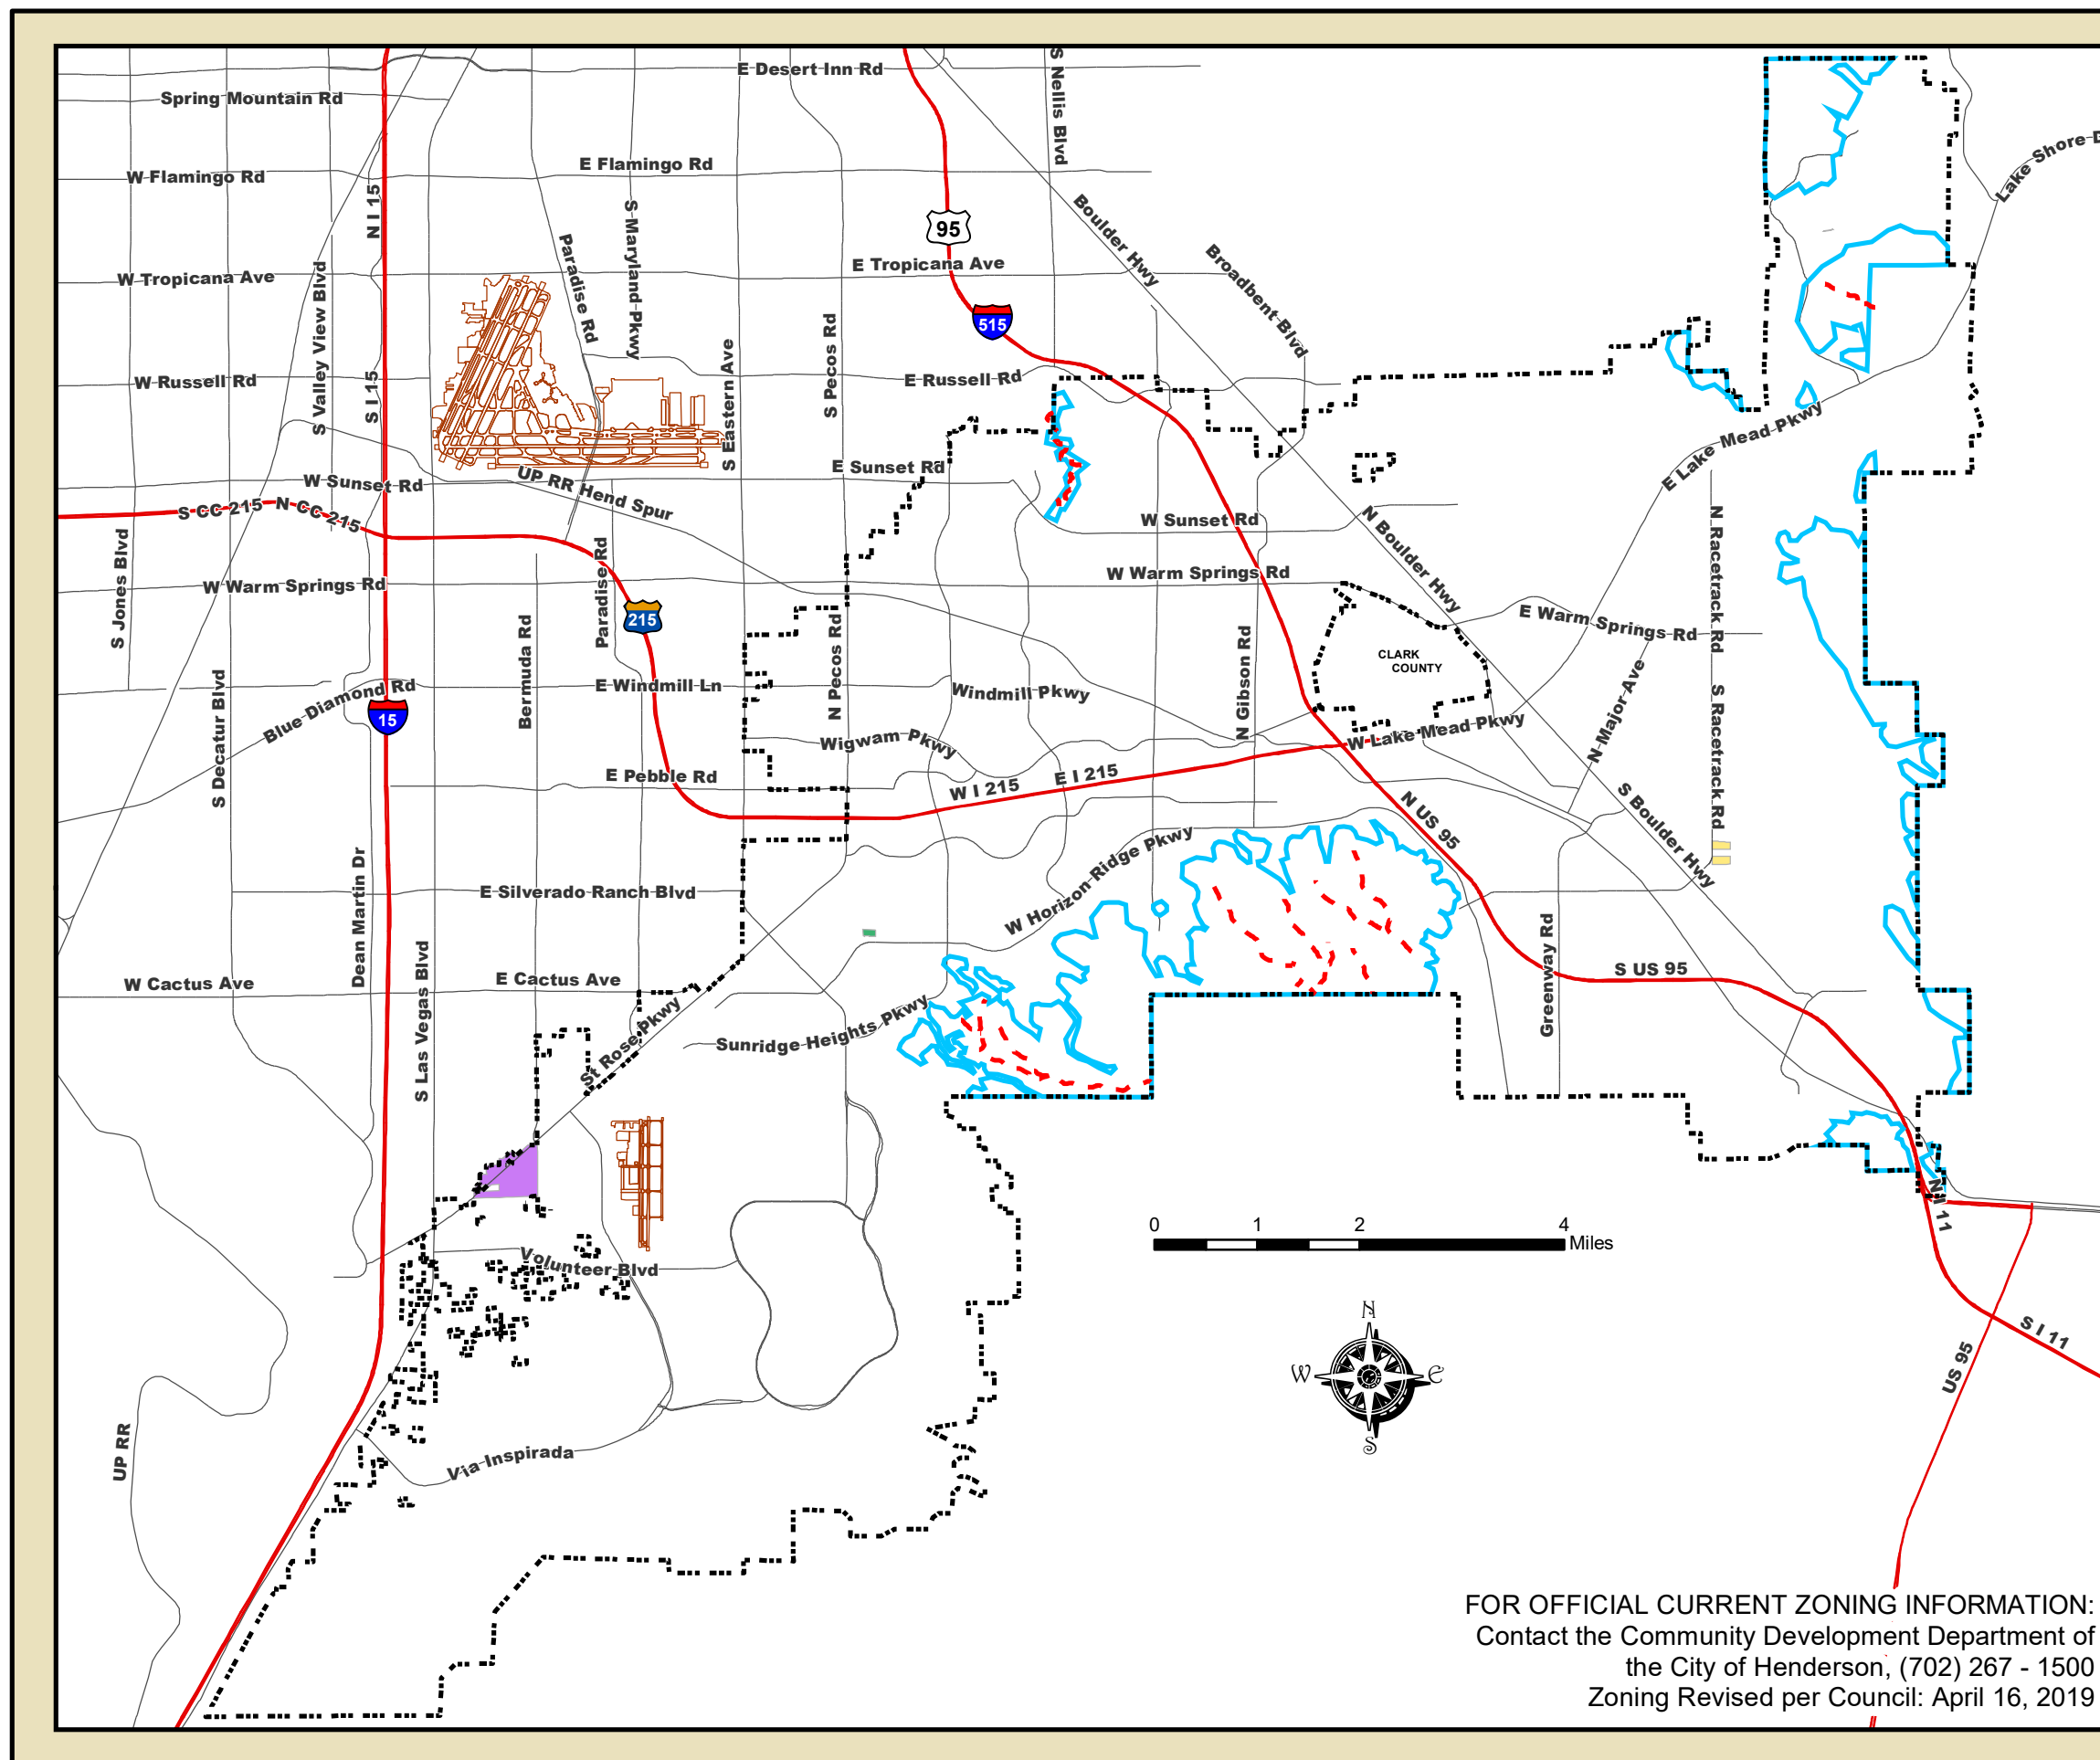 E Desert Inn Rd
Spring Mountain Rd
S Nellis Blvd
E Flamingo Rd
W Flamingo Rd
Lake Shore D
N I 15
S Maryland Pkwy
95
Boulder Hwy
Paradise Rd
Broadbent Blvd
E Tropicana Ave
W Tropicana Ave
S Valley View Blvd
515
S Pecos Rd
S Eastern Ave
S I 15
E Russell Rd
W Russell Rd
E Lake Mead Pkwy
E Sunset Rd
W Sunset Rd
UP RR Hend Spur
S CC 215
N CC 215
W Sunset Rd
N Boulder Hwy
N Racetrack Rd
S Jones Blvd
Paradise Rd
W Warm Springs Rd
W Warm Springs Rd
215
E Warm Springs Rd
Bermuda Rd
N Pecos Rd
N Gibson Rd
CLARK
COUNTY
S Decatur Blvd
Blue Diamond Rd
E Windmill Ln
Windmill Pkwy
N Major Ave
S Racetrack Rd
15
Wigwam Pkwy
W Lake Mead Pkwy
E Pebble Rd
W I 215
E I 215
N US 95
S Boulder Hwy
W Horizon Ridge Pkwy
Dean Martin Dr
E Silverado Ranch Blvd
Greenway Rd
S Las Vegas Blvd
W Cactus Ave
E Cactus Ave
S US 95
St Rose Pkwy
Sunridge Heights Pkwy
N I 11
0 1 2 4
Miles
Volunteer Blvd
N
W E
S
S I 11
US 95
UP RR
Via Inspirada
FOR OFFICIAL CURRENT ZONING INFORMATION:
Contact the Community Development Department of
the City of Henderson, (702) 267 - 1500
Zoning Revised per Council: April 16, 2019